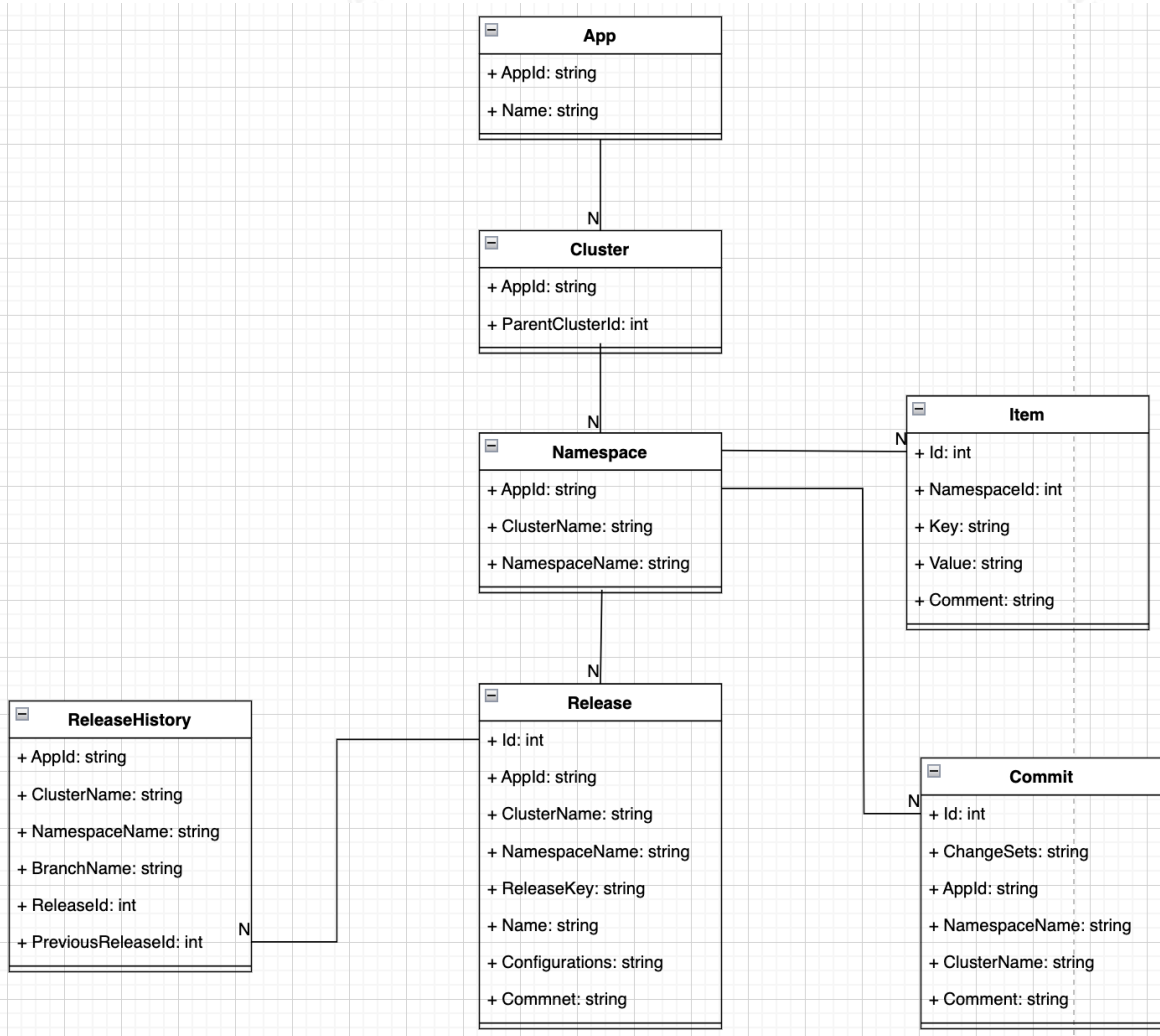 App
+ AppId: string
+ Name: string
N
Cluster
+ AppId: string
+ ParentClusterId: int
N
Namespace
+ AppId: string
+ ClusterName: string
+ NamespaceName: string
N
Item
+ Id: int
+ NamespaceId: int
+ Key: string
+ Value: string
+ Comment: string
N
Release
+ Id: int
+ AppId: string
+ ClusterName: string
+ NamespaceName: string
+ ReleaseKey: string
+ Name: string
+ Configurations: string
+ Commnet: string
ReleaseHistory
+ AppId: string
+ ClusterName: string
+ NamespaceName: string
+ BranchName: string
+ ReleaseId: int
N
+ PreviousReleaseId: int
Commit
N
+ Id: int
+ ChangeSets: string
+ AppId: string
+ NamespaceName: string
+ ClusterName: string
+ Comment: string